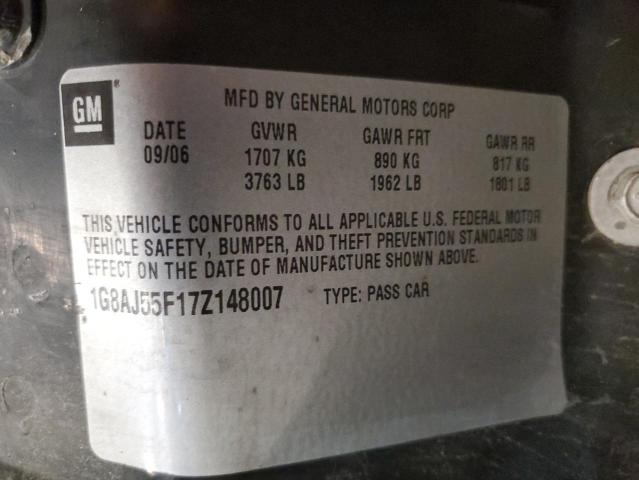 GM
MFD BY GENERAL MOTORS CORP
DATE GVWR GAWR FRT GAWR RR
09/06 1707 KG 890 KG 817 KG
3763 LB 1962 LB 1801 LB
THIS VEHICLE CONFORMS TO ALL APPLICABLE U.S. FEDERAL MOTOR
VEHICLE SAFETY, BUMPER, AND THEFT PREVENTION STANDARDS IN
EFFECT ON THE DATE OF MANUFACTURE SHOWN ABOVE.
1G8AJ55F17Z148007 TYPE: PASS CAR